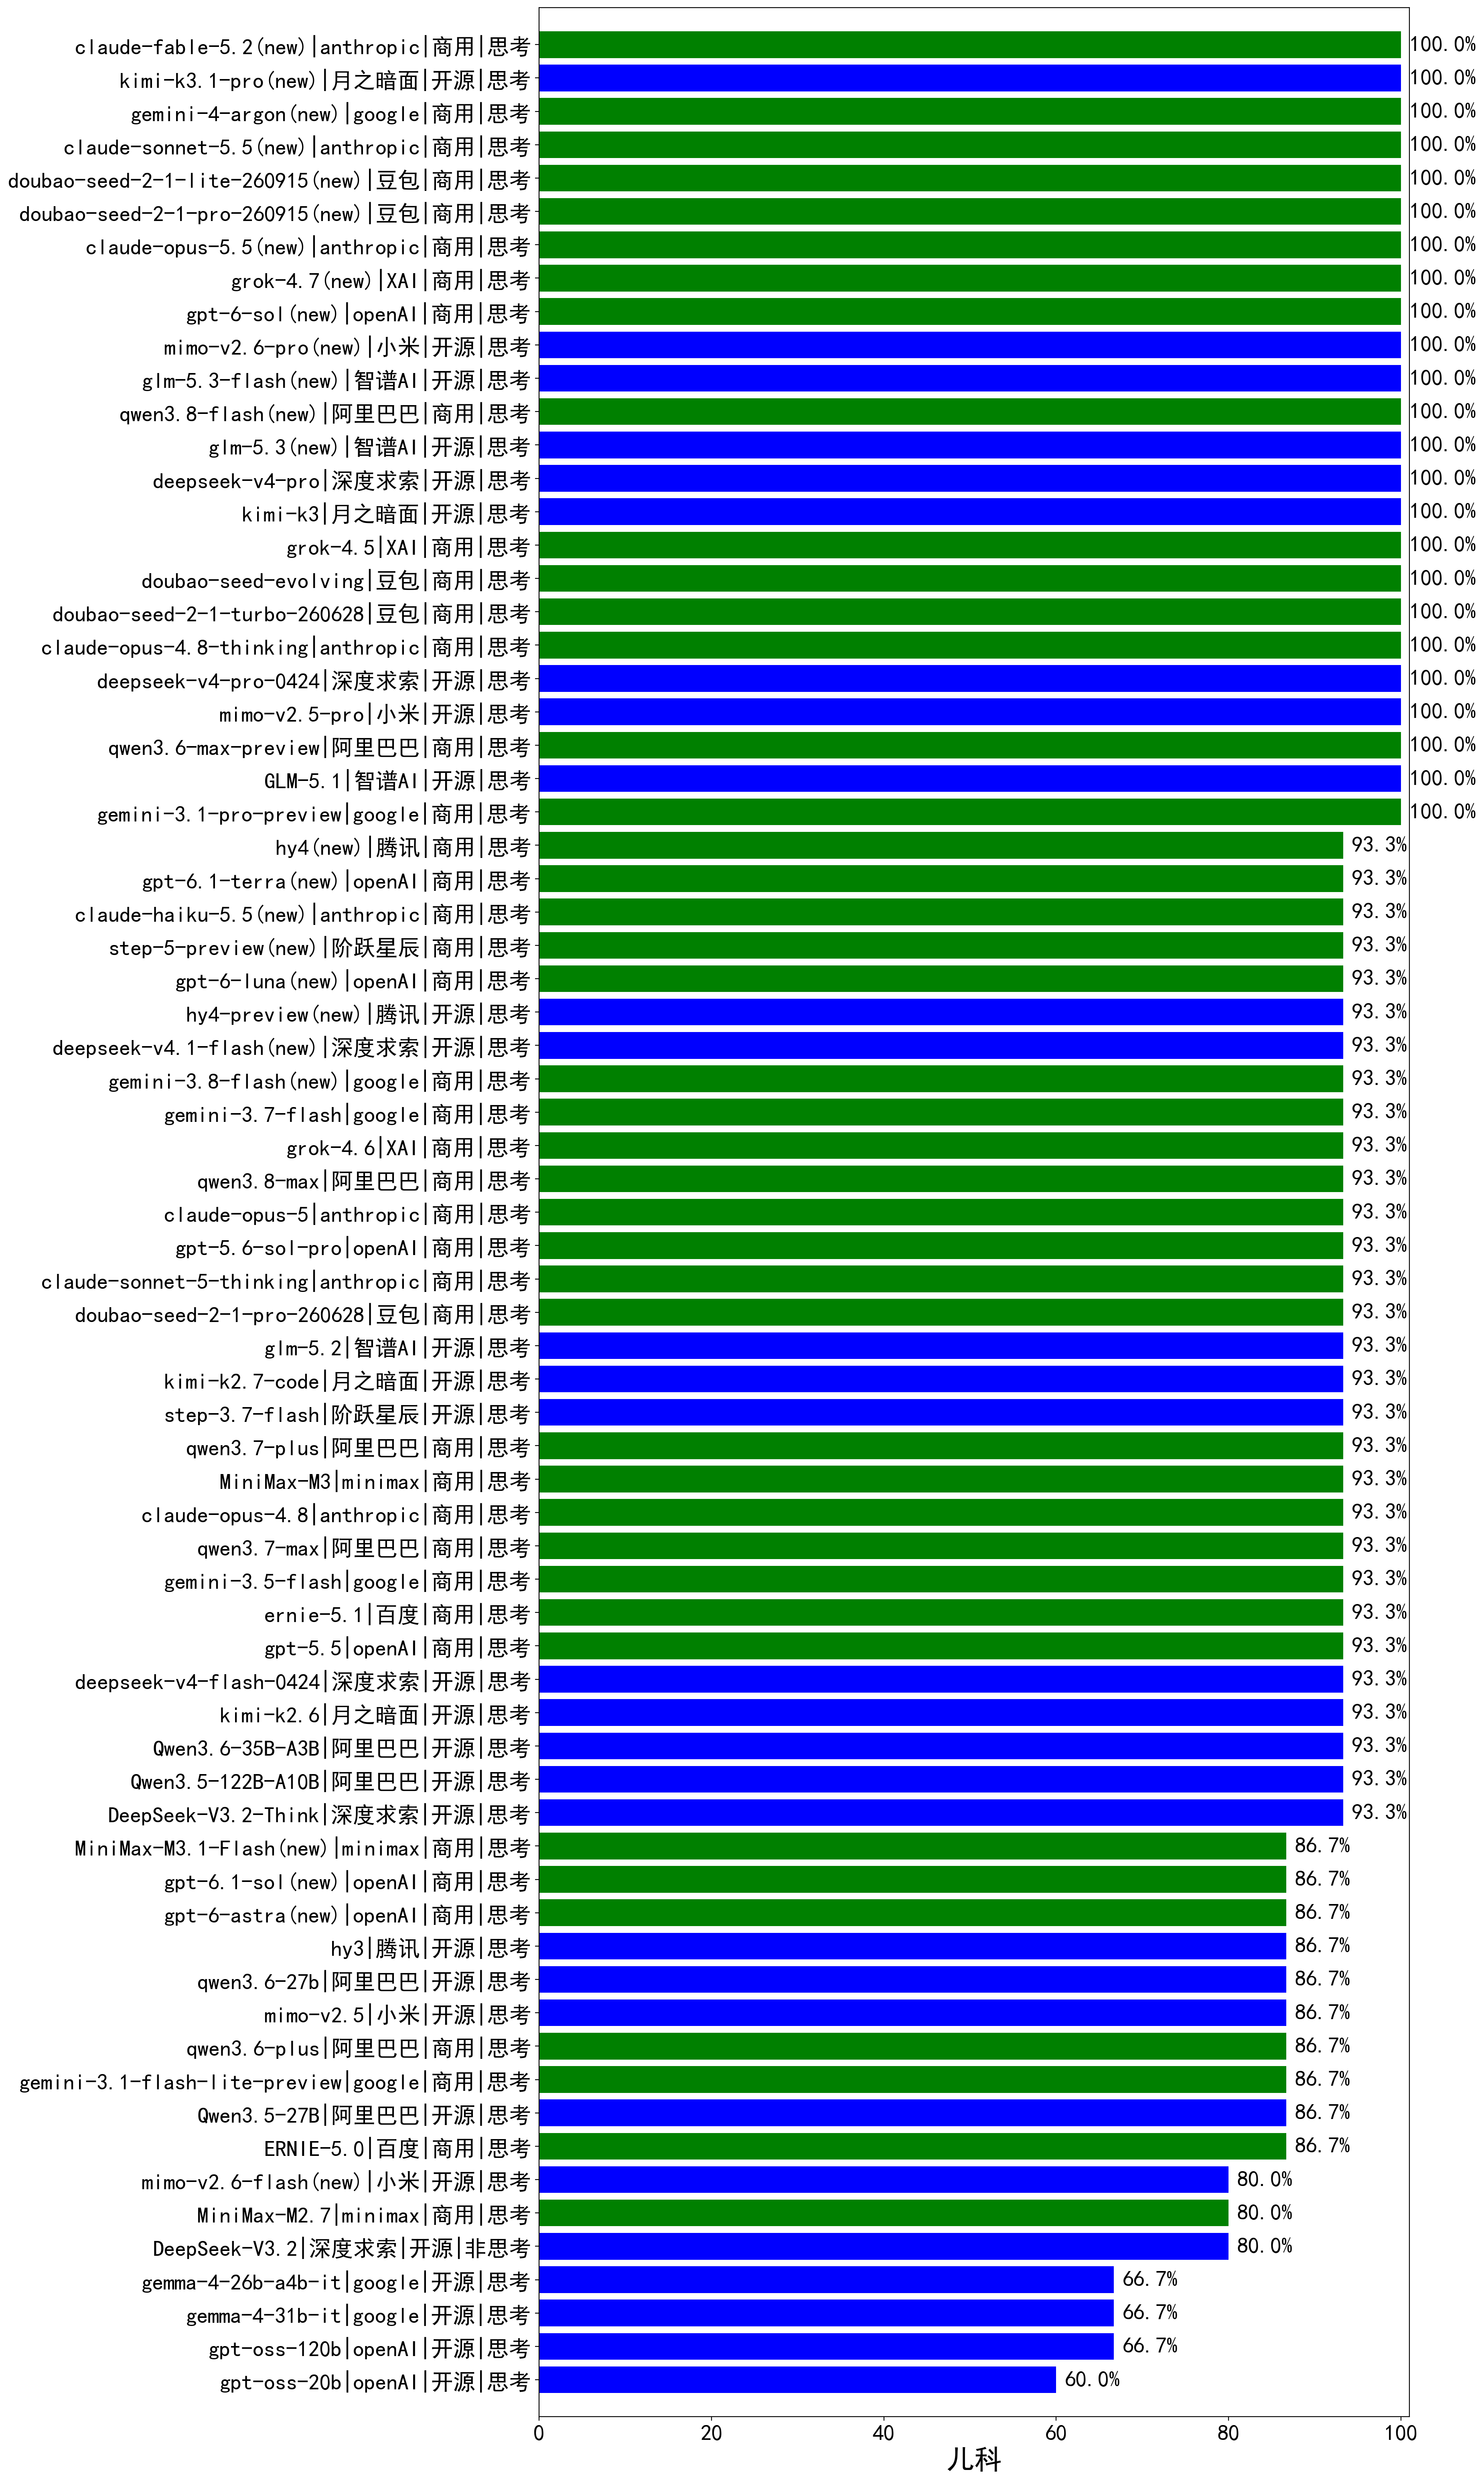 claude-fable-5.2(new)|anthropic|商用|思考 100.0%
kimi-k3.1-pro(new)|月之暗面|开源|思考 100.0%
gemini-4-argon(new)|google|商用|思考 100.0%
claude-sonnet-5.5(new)|anthropic|商用|思考 100.0%
doubao-seed-2-1-lite-260915(new)|豆包|商用|思考 100.0%
doubao-seed-2-1-pro-260915(new)|豆包|商用|思考 100.0%
claude-opus-5.5(new)|anthropic|商用|思考 100.0%
grok-4.7(new)|XAI|商用|思考 100.0%
gpt-6-sol(new)|openAI|商用|思考 100.0%
mimo-v2.6-pro(new)|小米|开源|思考 100.0%
glm-5.3-flash(new)|智谱AI|开源|思考 100.0%
qwen3.8-flash(new)|阿里巴巴|商用|思考 100.0%
glm-5.3(new)|智谱AI|开源|思考 100.0%
deepseek-v4-pro|深度求索|开源|思考 100.0%
kimi-k3|月之暗面|开源|思考 100.0%
grok-4.5|XAI|商用|思考 100.0%
doubao-seed-evolving|豆包|商用|思考 100.0%
doubao-seed-2-1-turbo-260628|豆包|商用|思考 100.0%
claude-opus-4.8-thinking|anthropic|商用|思考 100.0%
deepseek-v4-pro-0424|深度求索|开源|思考 100.0%
mimo-v2.5-pro|小米|开源|思考 100.0%
qwen3.6-max-preview|阿里巴巴|商用|思考 100.0%
GLM-5.1|智谱AI|开源|思考 100.0%
gemini-3.1-pro-preview|google|商用|思考 100.0%
hy4(new)|腾讯|商用|思考 93.3%
gpt-6.1-terra(new)|openAI|商用|思考 93.3%
claude-haiku-5.5(new)|anthropic|商用|思考 93.3%
step-5-preview(new)|阶跃星辰|商用|思考 93.3%
gpt-6-luna(new)|openAI|商用|思考 93.3%
hy4-preview(new)|腾讯|开源|思考 93.3%
deepseek-v4.1-flash(new)|深度求索|开源|思考 93.3%
gemini-3.8-flash(new)|google|商用|思考 93.3%
gemini-3.7-flash|google|商用|思考 93.3%
grok-4.6|XAI|商用|思考 93.3%
qwen3.8-max|阿里巴巴|商用|思考 93.3%
claude-opus-5|anthropic|商用|思考 93.3%
gpt-5.6-sol-pro|openAI|商用|思考 93.3%
claude-sonnet-5-thinking|anthropic|商用|思考 93.3%
doubao-seed-2-1-pro-260628|豆包|商用|思考 93.3%
glm-5.2|智谱AI|开源|思考 93.3%
kimi-k2.7-code|月之暗面|开源|思考 93.3%
step-3.7-flash|阶跃星辰|开源|思考 93.3%
qwen3.7-plus|阿里巴巴|商用|思考 93.3%
MiniMax-M3|minimax|商用|思考 93.3%
claude-opus-4.8|anthropic|商用|思考 93.3%
qwen3.7-max|阿里巴巴|商用|思考 93.3%
gemini-3.5-flash|google|商用|思考 93.3%
ernie-5.1|百度|商用|思考 93.3%
gpt-5.5|openAI|商用|思考 93.3%
deepseek-v4-flash-0424|深度求索|开源|思考 93.3%
kimi-k2.6|月之暗面|开源|思考 93.3%
Qwen3.6-35B-A3B|阿里巴巴|开源|思考 93.3%
Qwen3.5-122B-A10B|阿里巴巴|开源|思考 93.3%
DeepSeek-V3.2-Think|深度求索|开源|思考 93.3%
MiniMax-M3.1-Flash(new)|minimax|商用|思考 86.7%
gpt-6.1-sol(new)|openAI|商用|思考 86.7%
gpt-6-astra(new)|openAI|商用|思考 86.7%
hy3|腾讯|开源|思考 86.7%
qwen3.6-27b|阿里巴巴|开源|思考 86.7%
mimo-v2.5|小米|开源|思考 86.7%
qwen3.6-plus|阿里巴巴|商用|思考 86.7%
gemini-3.1-flash-lite-preview|google|商用|思考 86.7%
Qwen3.5-27B|阿里巴巴|开源|思考 86.7%
ERNIE-5.0|百度|商用|思考 86.7%
mimo-v2.6-flash(new)|小米|开源|思考 80.0%
MiniMax-M2.7|minimax|商用|思考 80.0%
DeepSeek-V3.2|深度求索|开源|非思考 80.0%
gemma-4-26b-a4b-it|google|开源|思考 66.7%
gemma-4-31b-it|google|开源|思考 66.7%
gpt-oss-120b|openAI|开源|思考 66.7%
gpt-oss-20b|openAI|开源|思考 60.0%
0 20 40 60 80 100
儿科